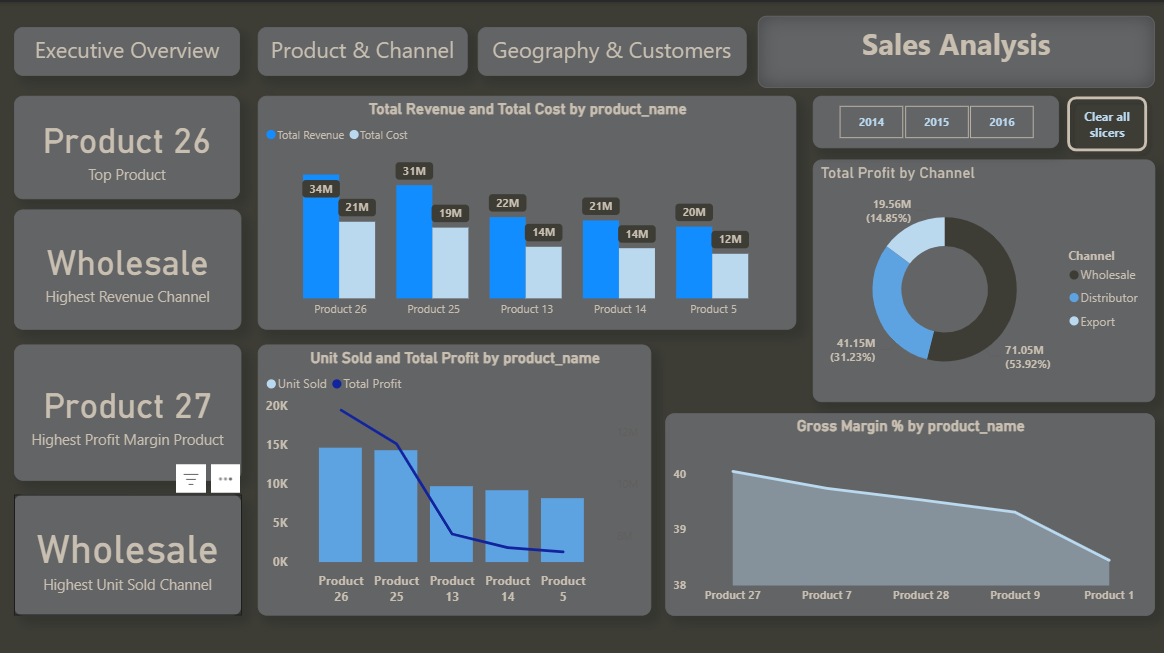 Executive Overview
Product & Channel
Geography & Customers
Sales Analysis
Product 26
Top Product
Wholesale
Highest Revenue Channel
Product 27
Highest Profit Margin Product
Wholesale
Highest Unit Sold Channel
Total Revenue and Total Cost by product_name
Total Revenue Total Cost
34M
21M
31M
19M
22M
14M
21M
14M
20M
12M
Product 26 Product 25 Product 13 Product 14 Product 5
2014 2015 2016
Clear all
slicers
Total Profit by Channel
19.56M
(14.85%)
41.15M
(31.23%)
71.05M
(53.92%)
Channel
Wholesale
Distributor
Export
Unit Sold and Total Profit by product_name
Unit Sold Total Profit
20K
15K
10K
5K
0K
Product
26
Product
25
Product
13
Product
14
Product
5
Gross Margin % by product_name
40
39
38
Product 27 Product 7 Product 28 Product 9 Product 1